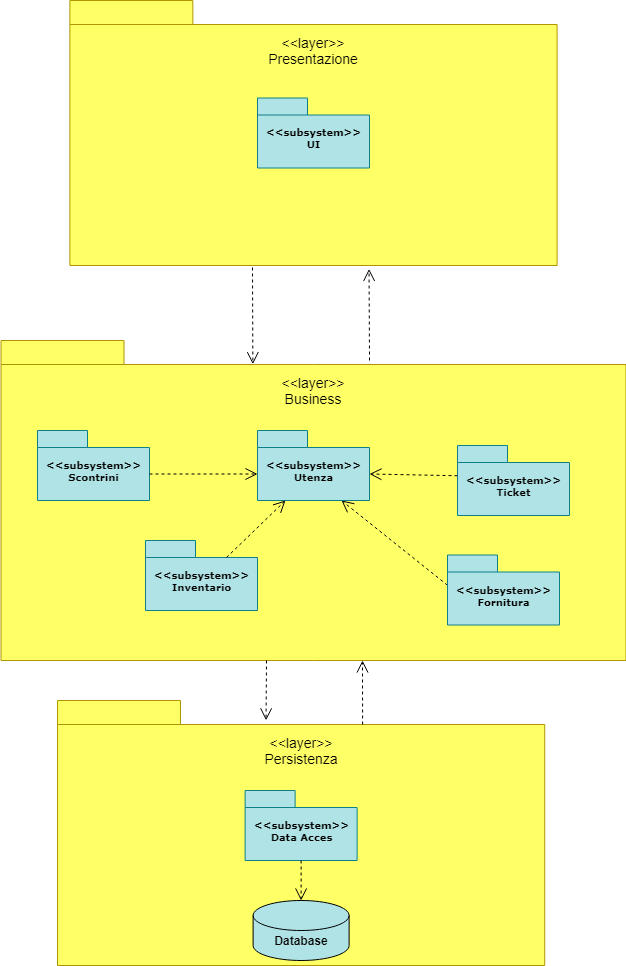 <<layer>>
Presentazione
<<subsystem>>
UI
<<layer>>
Business
<<subsystem>>
Scontrini
<<subsystem>>
Utenza
<<subsystem>>
Ticket
<<subsystem>>
Inventario
<<subsystem>>
Fornitura
<<layer>>
Persistenza
<<subsystem>>
Data Acces
Database